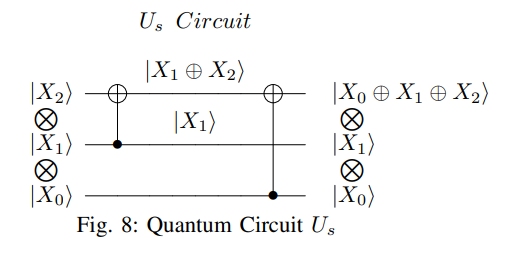 U_s Circuit
|X_1 ⊕ X_2⟩
|X_2⟩ |X_0 ⊕ X_1 ⊕ X_2⟩
⊗ |X_1⟩ ⊗
|X_1⟩ |X_1⟩
⊗ ⊗
|X_0⟩ |X_0⟩
Fig. 8: Quantum Circuit U_s